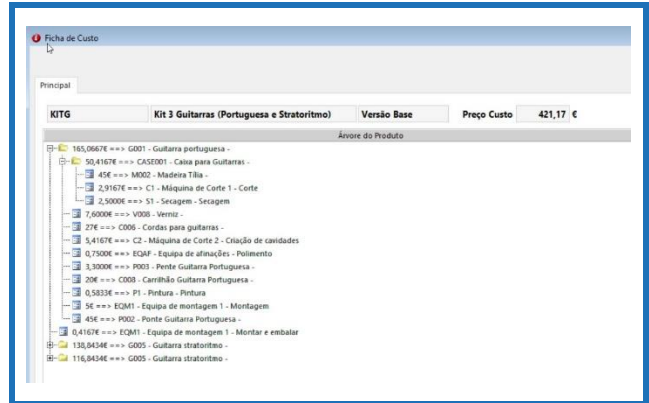 Ficha de Custo
Principal
KITG Kit 3 Guitarras (Portuguesa e Stratoritmo) Versão Base Preço Custo 421,17 €
Árvore do Produto
165,0667€ ==> G001 - Guitarra portuguesa -
50,4167€ ==> CASE001 - Caixa para Guitarras -
45€ ==> M002 - Madeira Tília -
2,9167€ ==> C1 - Máquina de Corte 1 - Corte
2,5000€ ==> S1 - Secagem - Secagem
7,6000€ ==> V008 - Verniz -
27€ ==> C006 - Cordas para guitarras -
5,4167€ ==> C2 - Máquina de Corte 2 - Criação de cavidades
0,7500€ ==> EQAF - Equipa de afinações - Polimento
3,3000€ ==> P003 - Pente Guitarra Portuguesa -
20€ ==> C008 - Carrilhão Guitarra Portuguesa -
0,5833€ ==> P1 - Pintura - Pintura
5€ ==> EQM1 - Equipa de montagem 1 - Montagem
45€ ==> P002 - Ponte Guitarra Portuguesa -
0,4167€ ==> EQM1 - Equipa de montagem 1 - Montar e embalar
138,8434€ ==> G005 - Guitarra stratoritmo -
116,8434€ ==> G005 - Guitarra stratoritmo -